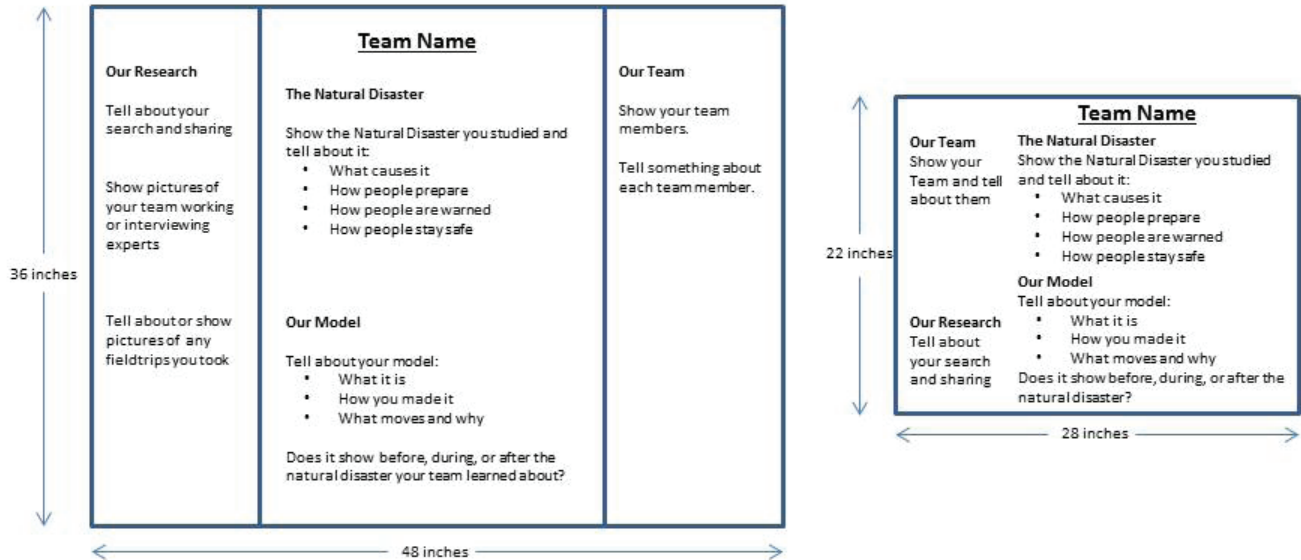 Our Research
Tell about your
search and sharing
Show pictures of
your team working
or interviewing
experts
Tell about or show
pictures of any
fieldtrips you took
Team Name
The Natural Disaster
Show the Natural Disaster you studied and
tell about it:
• What causes it
• How people prepare
• How people are warned
• How people stay safe
Our Model
Tell about your model:
• What it is
• How you made it
• What moves and why
Does it show before, during, or after the
natural disaster your team learned about?
Our Team
Show your team
members.
Tell something about
each team member.
36 inches
48 inches
Team Name
Our Team
Show your
Team and tell
about them
Our Research
Tell about
your search
and sharing
The Natural Disaster
Show the Natural Disaster you studied
and tell about it:
• What causes it
• How people prepare
• How people are warned
• How people stay safe
Our Model
Tell about your model:
• What it is
• How you made it
• What moves and why
Does it show before, during, or after the
natural disaster?
22 inches
28 inches